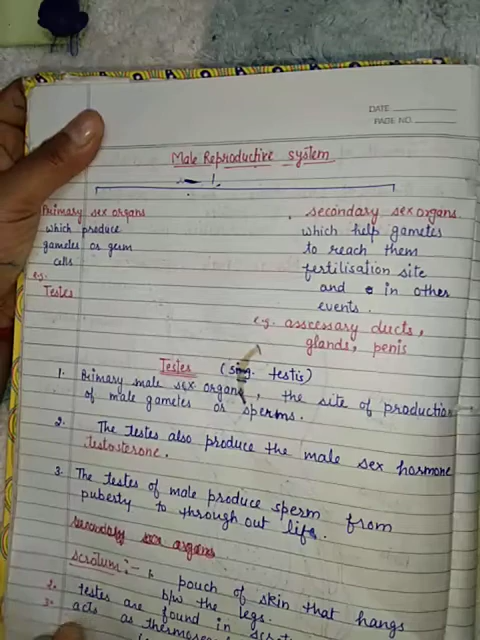 DATE
PAGE NO.
Male Reproductive system
Primary sex organs
which produce
gametes or germ
cells
e.g.
Testes
secondary sex organs
which help gametes
to reach them
fertilisation site
and in other
events.
e.g. asscessary ducts,
glands, penis
Testes (sing. testis)
1. Primary male sex organs, the site of production
of male gametes or sperms.
2. The testes also produce the male sex hormone
testosterone.
3. The testes of male produce sperm from
puberty to through out life.
secondary sex organs
scrotum :- 1. pouch of skin that hangs
b/w the legs.
2. testes are found in
3. acts as